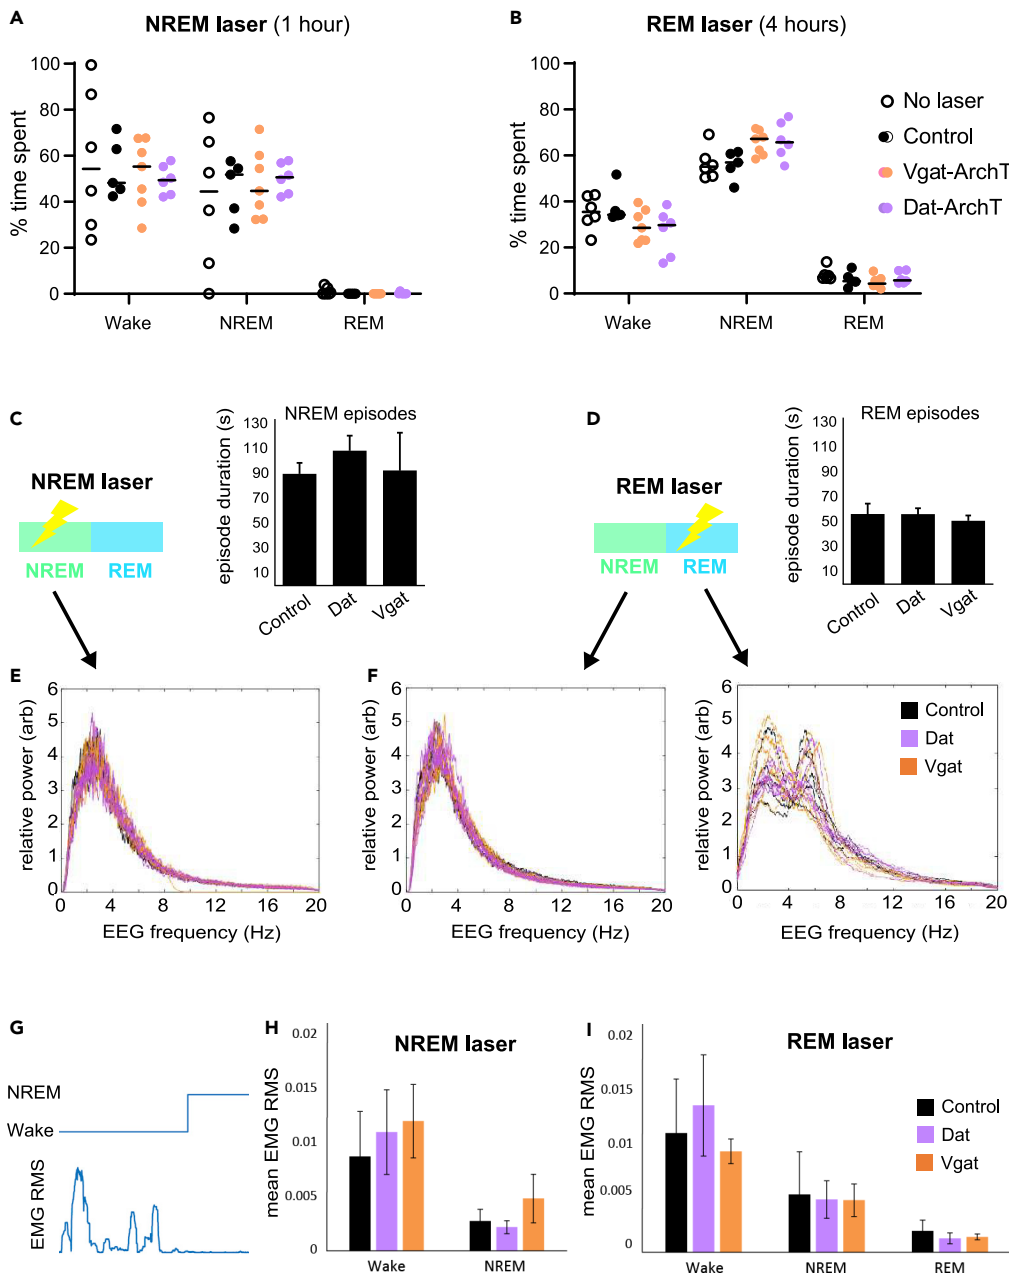 A
NREM laser (1 hour)
% time spent
100
80
60
40
20
0
Wake
NREM
REM
B
REM laser (4 hours)
% time spent
100
80
60
40
20
0
Wake
NREM
REM
No laser
Control
Vgat-ArchT
Dat-ArchT
C
NREM laser
NREM
REM
NREM episodes
episode duration (s)
130
110
90
70
50
30
10
Control
Dat
Vgat
D
REM laser
NREM
REM
REM episodes
episode duration (s)
130
110
90
70
50
30
10
Control
Dat
Vgat
E
relative power (arb)
6
5
4
3
2
1
0
0
4
8
12
16
20
EEG frequency (Hz)
F
relative power (arb)
6
5
4
3
2
1
0
0
4
8
12
16
20
EEG frequency (Hz)
relative power (arb)
6
5
4
3
2
1
0
0
4
8
12
16
20
EEG frequency (Hz)
Control
Dat
Vgat
G
NREM
Wake
EMG RMS
H
NREM laser
mean EMG RMS
0.02
0.015
0.01
0.005
0
Wake
NREM
I
REM laser
mean EMG RMS
0.02
0.015
0.01
0.005
0
Wake
NREM
REM
Control
Dat
Vgat